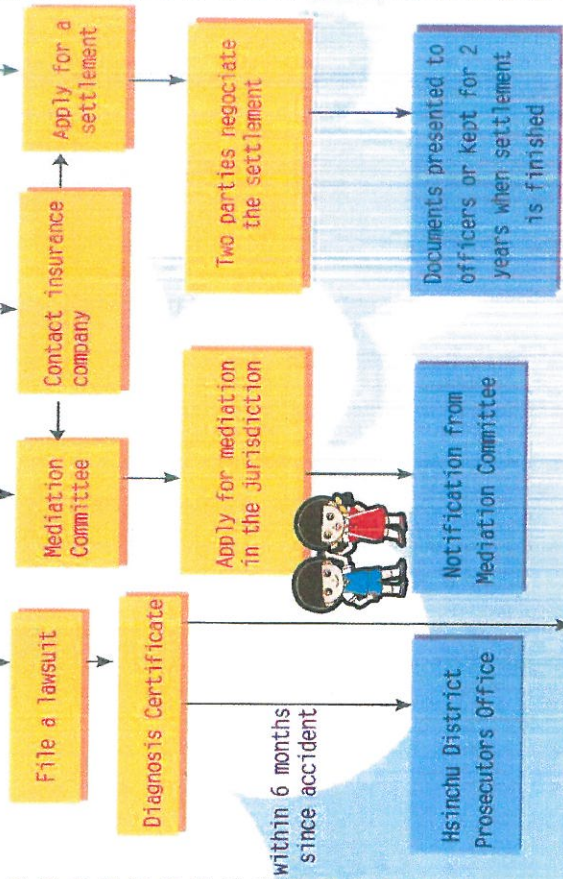 File a lawsuit
Mediation
Committee
Contact insurance
company
Apply for a
settlement
Diagnosis Certificate
Apply for mediation
in the jurisdiction
Two parties negociate
the settlement
within 6 months
since accident
Hsinchu District
Prosecutors Office
Notification from
Mediation Committee
Documents presented to
officers or kept for 2
years when settlement
is finished